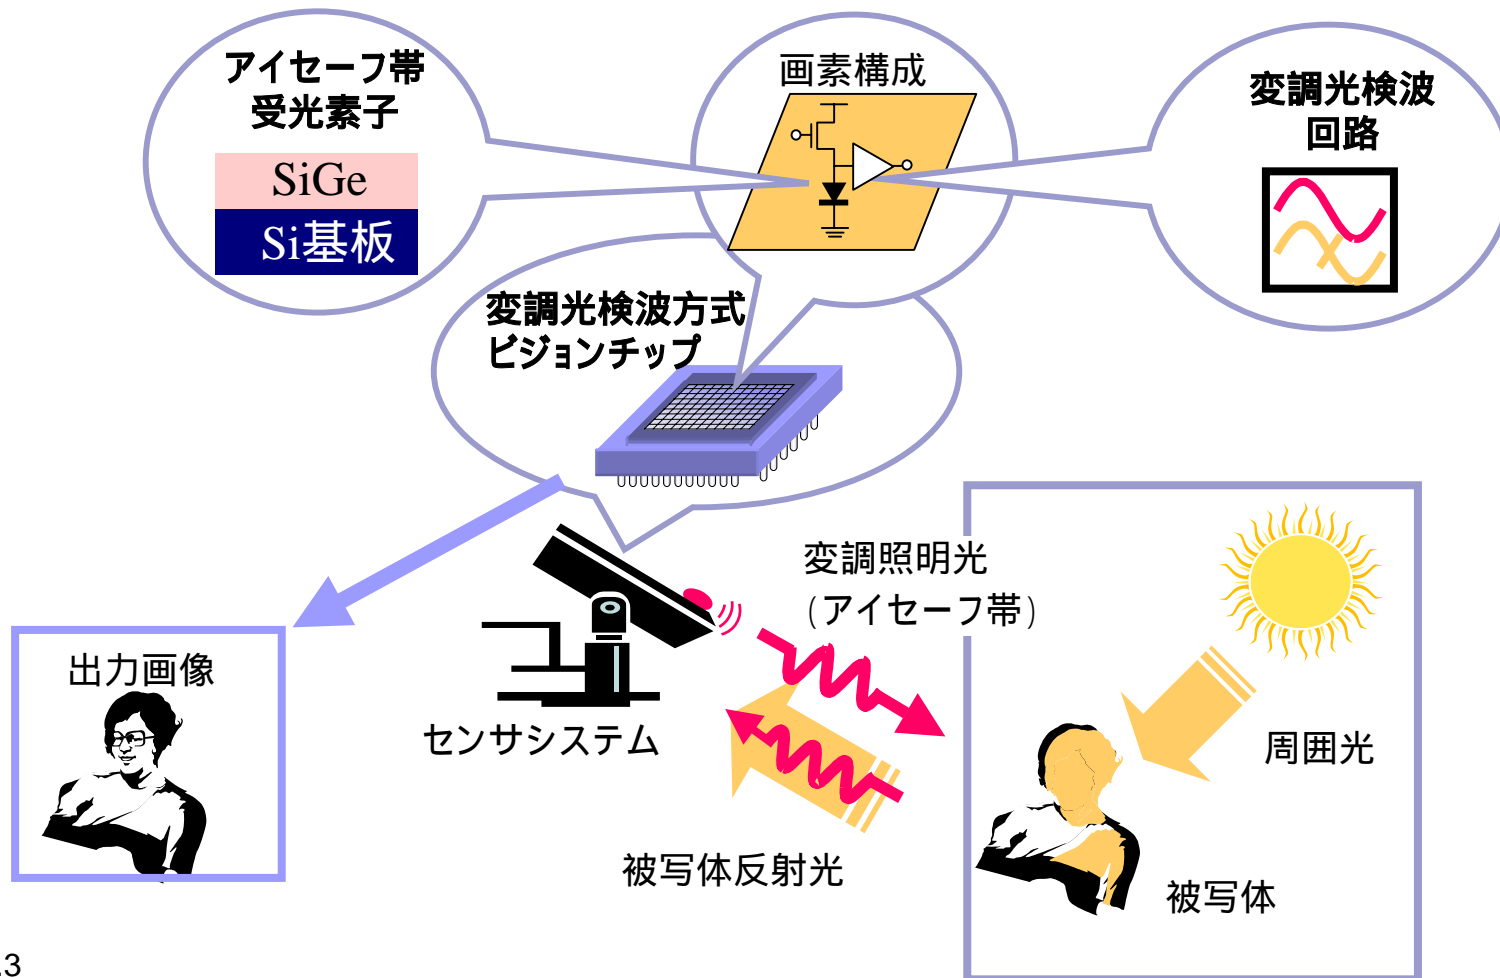 アイセーフ帯
受光素子
SiGe
Si基板
画素構成
変調光検波
回路
変調光検波方式
ビジョンチップ
変調照明光
(アイセーフ帯)
出力画像
センサシステム
周囲光
被写体反射光
被写体
.3